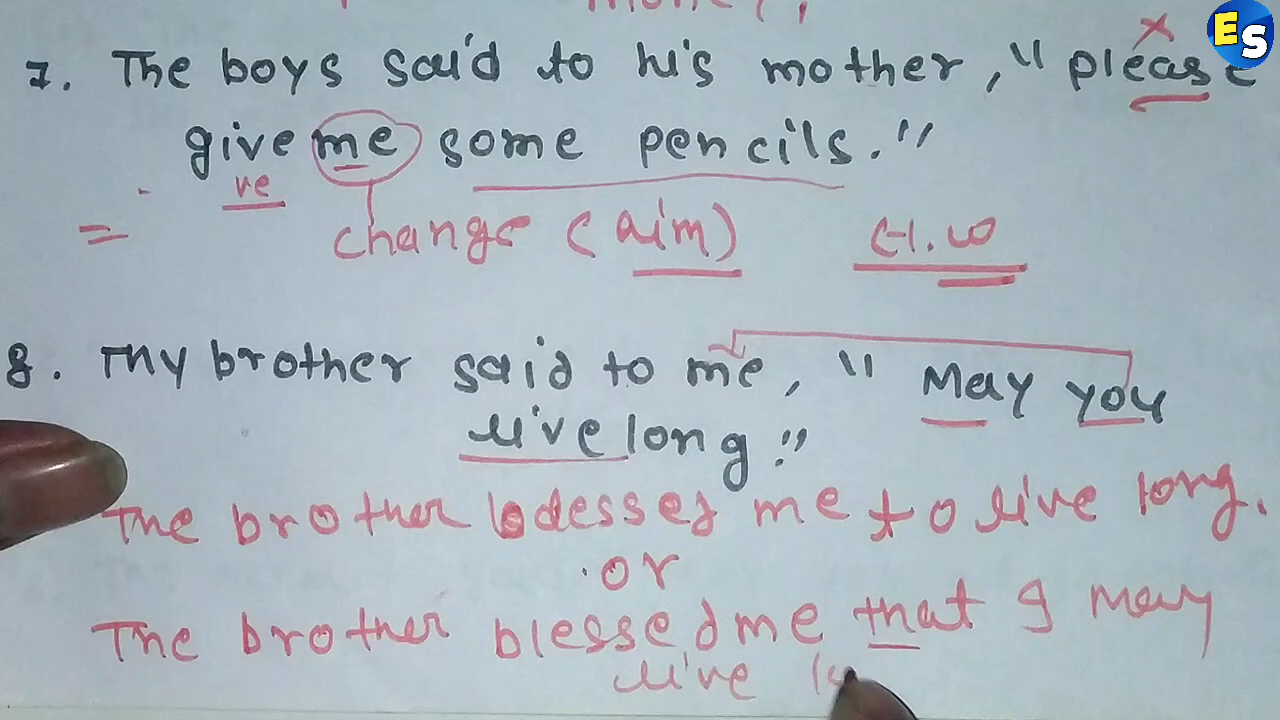 7. The boys said to his mother, "please
give me some pencils."
ve
= change (aim) H.W
8. My brother said to me, "May you
live long."
The brother blesses me to live long.
or
The brother blessed me that I may
live
ES